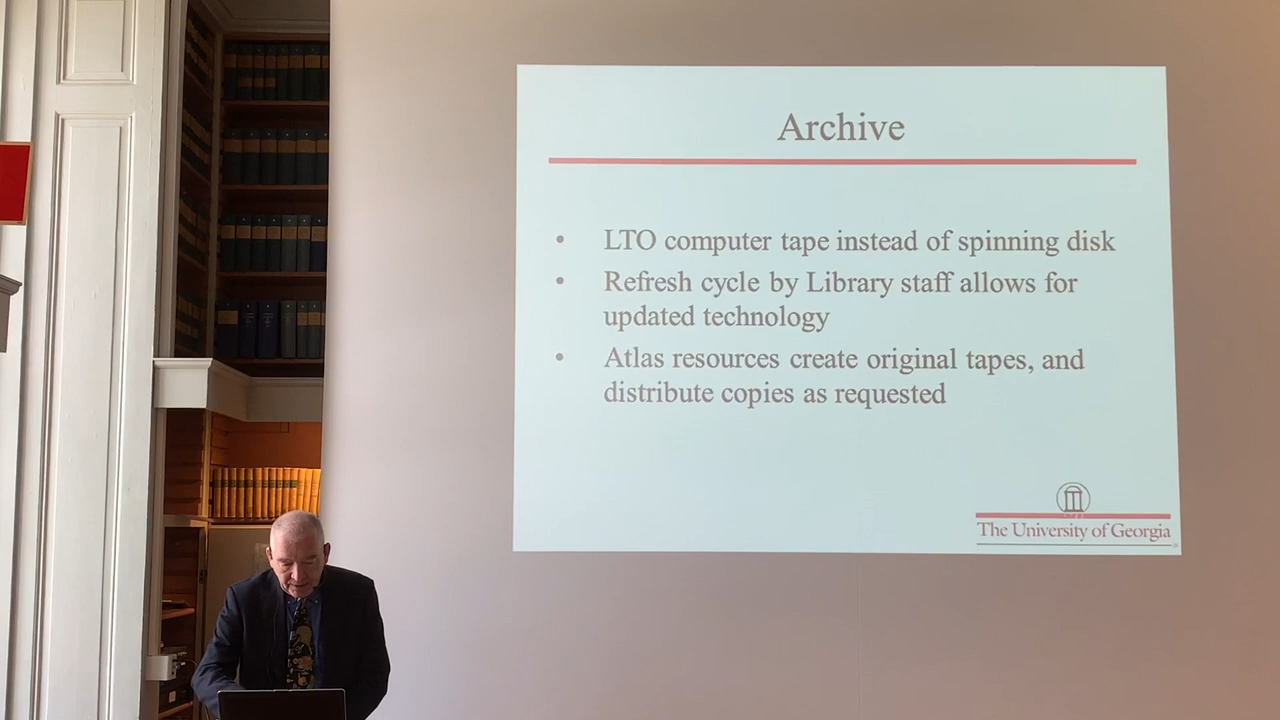 Archive
• LTO computer tape instead of spinning disk
• Refresh cycle by Library staff allows for
updated technology
• Atlas resources create original tapes, and
distribute copies as requested
The University of Georgia